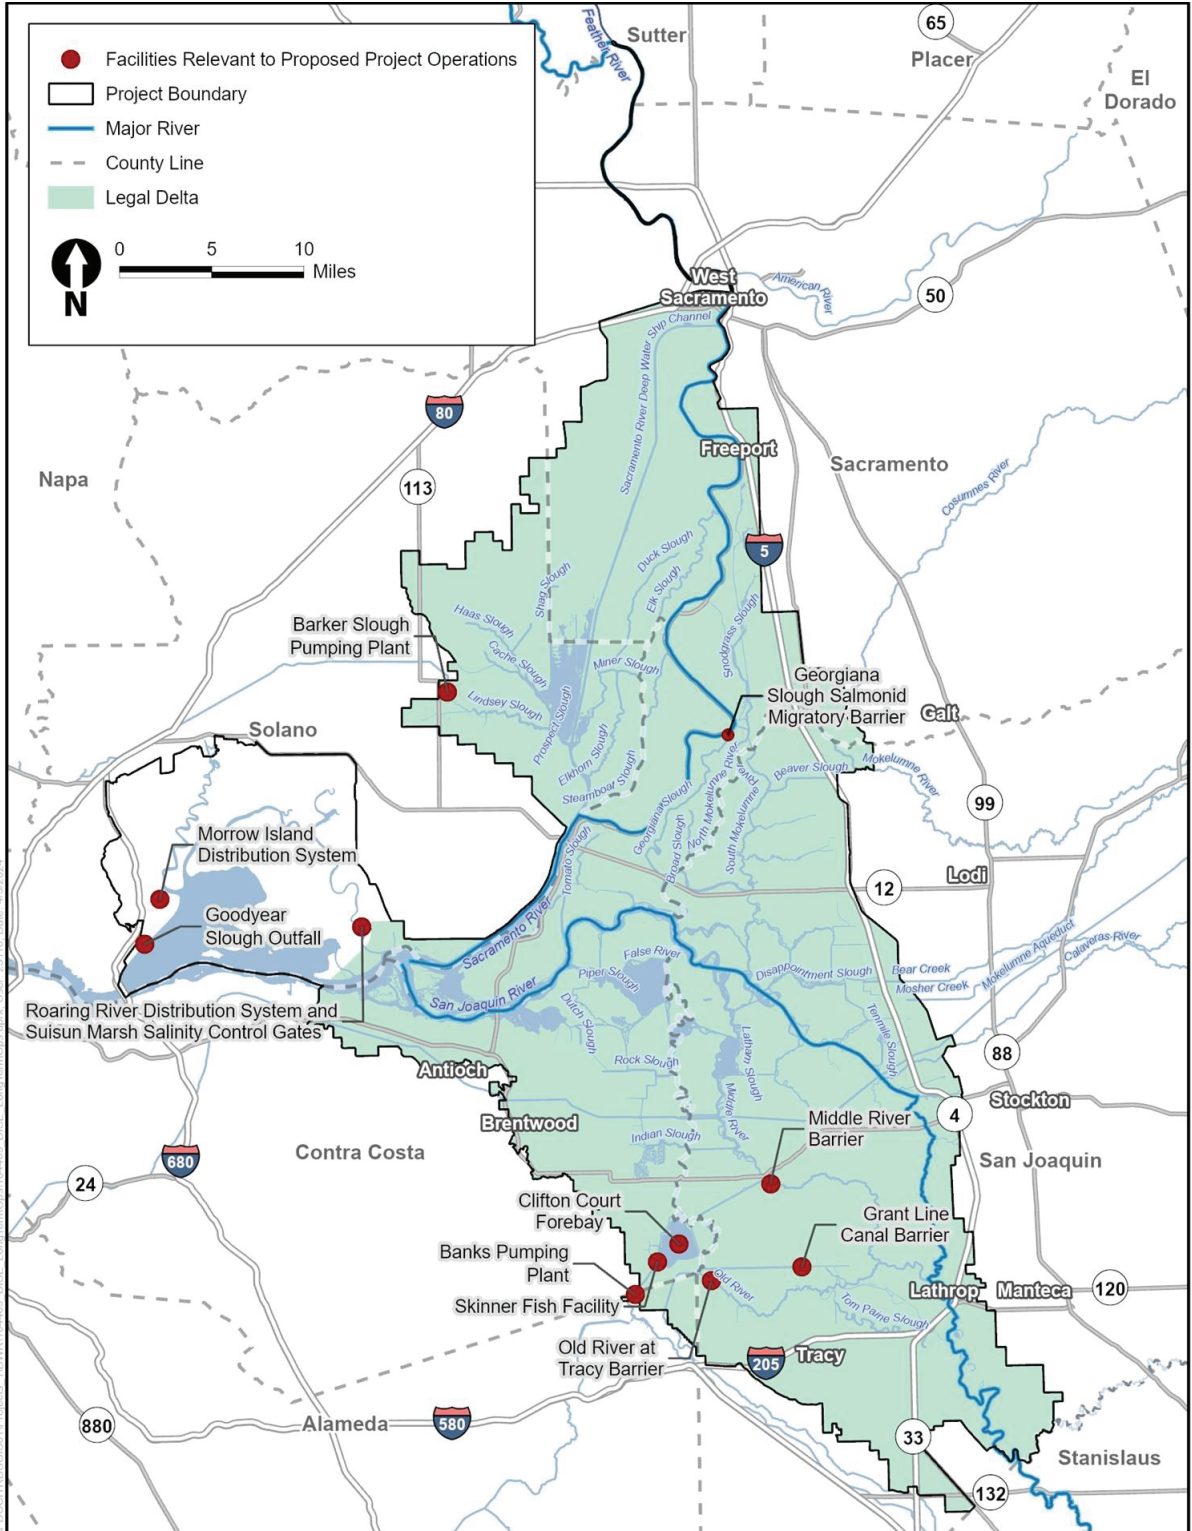 Facilities Relevant to Proposed Project Operations
Project Boundary
Major River
County Line
Legal Delta
0 5 10
Miles
N
Feather River
Sutter
65
Placer
El
Dorado
West
Sacramento
American River
50
Sacramento River Deep Water Ship Channel
80
Freeport
Sacramento
Napa
113
Cosumnes River
5
Duck Slough
Elk Slough
Shag Slough
Haas Slough
Cache Slough
Snodgrass Slough
Barker Slough
Pumping Plant
Miner Slough
Lindsey Slough
Prospect Slough
Georgiana
Slough Salmonid
Migratory Barrier
Galt
Solano
Elkhorn Slough
Steamboat Slough
Beaver Slough
Mokelumne River
Georgiana Slough
North Mokelumne River
South Mokelumne River
99
Morrow Island
Distribution System
Tomato Slough
Broad Slough
Lodi
12
Goodyear
Slough Outfall
Sacramento River
San Joaquin River
False River
Piper Slough
Disappointment Slough
Bear Creek
Mosher Creek
Mokelumne Aqueduct
Calaveras River
Roaring River Distribution System and
Suisun Marsh Salinity Control Gates
Dutch Slough
Tenmile Slough
Latham Slough
Rock Slough
88
Antioch
Middle River
Stockton
4
Brentwood
Middle River
Barrier
Indian Slough
Contra Costa
680
San Joaquin
24
Clifton Court
Forebay
Grant Line
Canal Barrier
Banks Pumping
Plant
Old River
Lathrop
Manteca
120
Skinner Fish Facility
Tom Paine Slough
Old River at
Tracy Barrier
205
Tracy
880
Alameda
580
33
Stanislaus
132